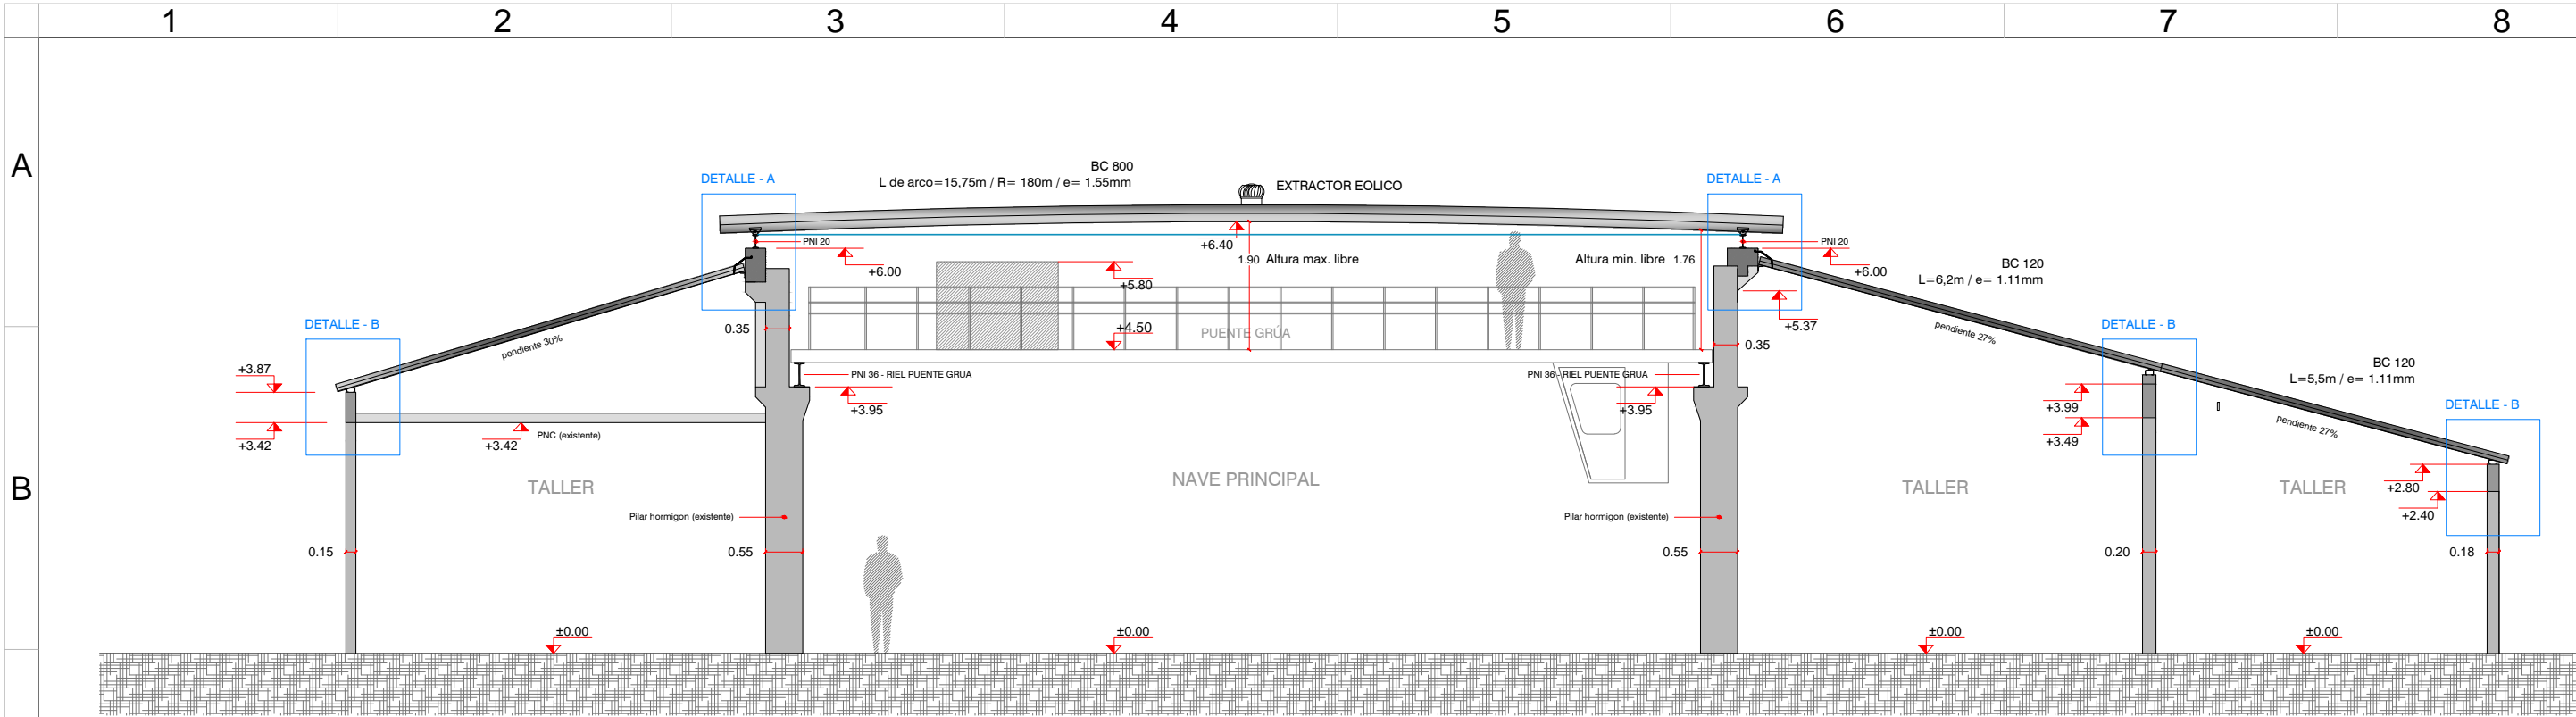 1 2 3 4 5 6 7 8
A
BC 800
L de arco=15,75m / R= 180m / e= 1.55mm
EXTRACTOR EOLICO
DETALLE - A
DETALLE - A
PNI 20
+6.00
+6.40
1.90 Altura max. libre
Altura min. libre 1.76
PNI 20
+6.00
BC 120
L=6,2m / e= 1.11mm
+5.80
+5.37
DETALLE - B
0.35
+4.50
PUENTE GRÚA
0.35
pendiente 30%
pendiente 27%
DETALLE - B
BC 120
L=5,5m / e= 1.11mm
+3.87
PNI 36 - RIEL PUENTE GRUA
PNI 36 - RIEL PUENTE GRUA
+3.95
+3.95
+3.99
DETALLE - B
+3.42
+3.42
PNC (existente)
+3.49
pendiente 27%
B
TALLER
NAVE PRINCIPAL
TALLER
TALLER
+2.80
+2.40
Pilar hormigon (existente)
Pilar hormigon (existente)
0.15
0.55
0.55
0.20
0.18
±0.00
±0.00
±0.00
±0.00